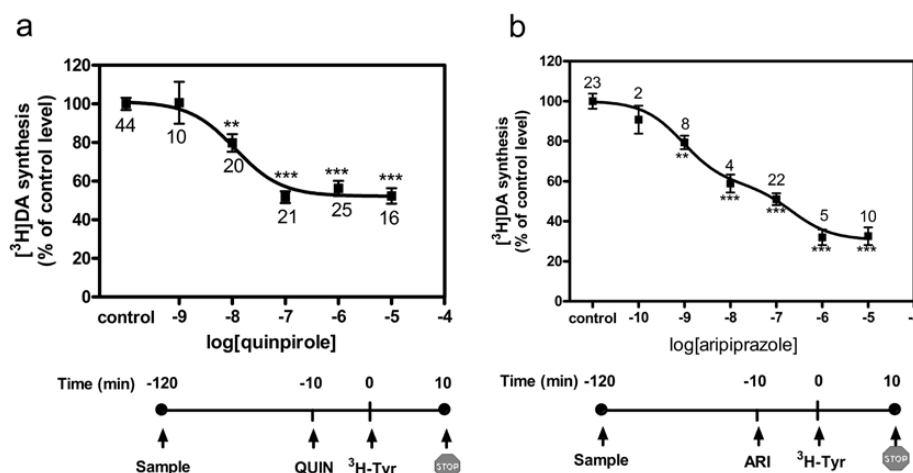 a
[³H]DA synthesis
(% of control level)
120
100
80
60
40
20
0
44
10
**
20
***
21
***
25
***
16
control -9 -8 -7 -6 -5 -4
log[quinpirole]
Time (min) -120 -10 0 10
Sample QUIN ³H-Tyr STOP
b
[³H]DA synthesis
(% of control level)
120
100
80
60
40
20
0
23
2
8
**
4
***
22
***
5
***
10
***
control -10 -9 -8 -7 -6 -5
log[aripiprazole]
Time (min) -120 -10 0 10
Sample ARI ³H-Tyr STOP